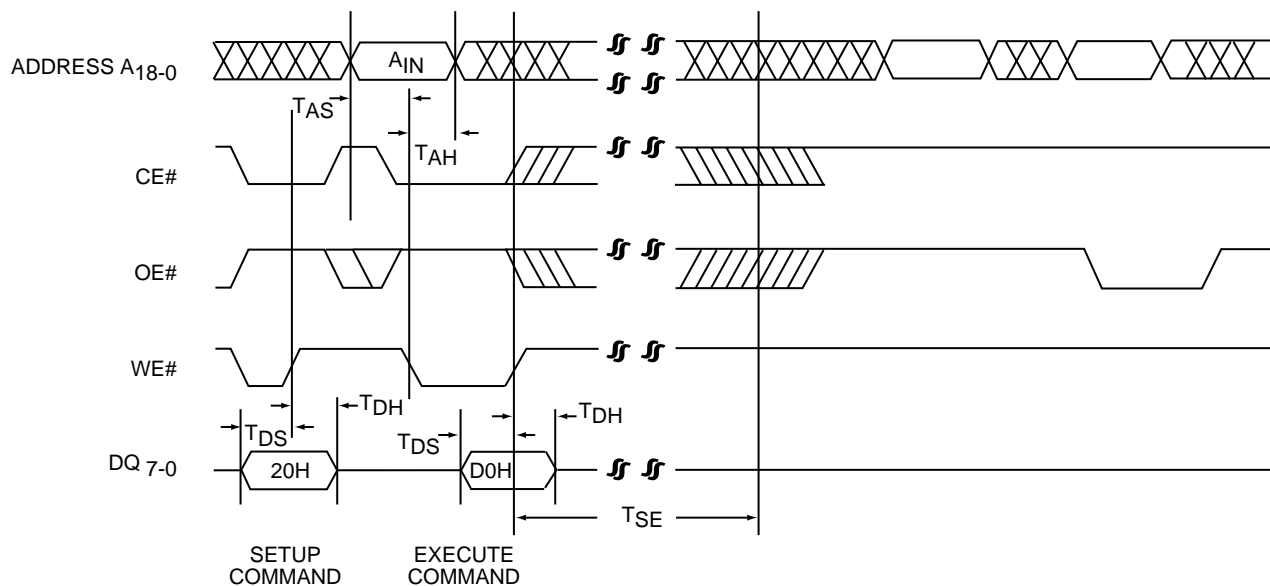 ADDRESS A18-0
AIN
TAS
TAH
CE#
OE#
WE#
TDH
TDS
TDS
TDH
DQ 7-0
20H
D0H
TSE
SETUP
COMMAND
EXECUTE
COMMAND